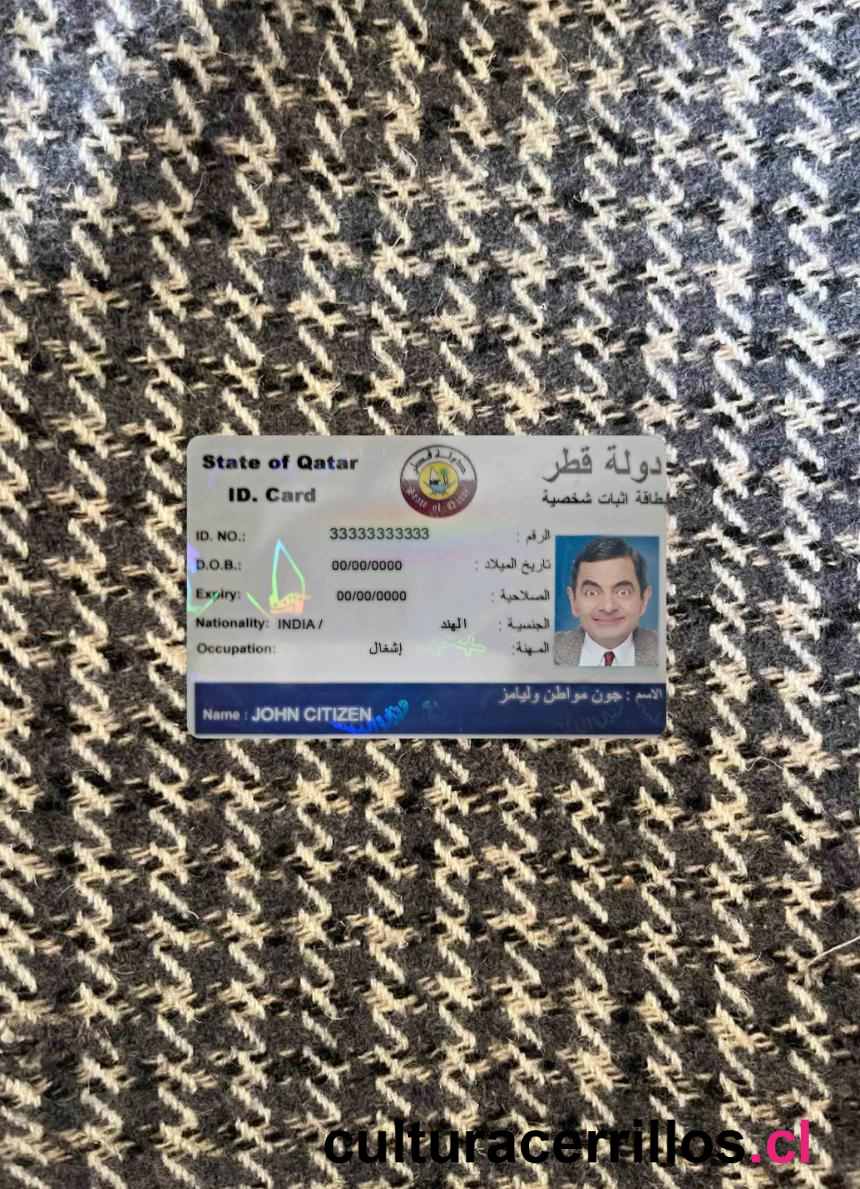 State of Qatar
دولة قطر
ID. Card
بطاقة اثبات شخصية
State of Qatar
ID. NO.: 33333333333 الرقم :
D.O.B.: 00/00/0000 تاريخ الميلاد :
Expiry: 00/00/0000 الصلاحية :
Nationality: INDIA / الهند الجنسية :
Occupation: إشغال المهنة:
الاسم : جون مواطن وليامز
Name : JOHN CITIZEN
culturacerrillos.cl